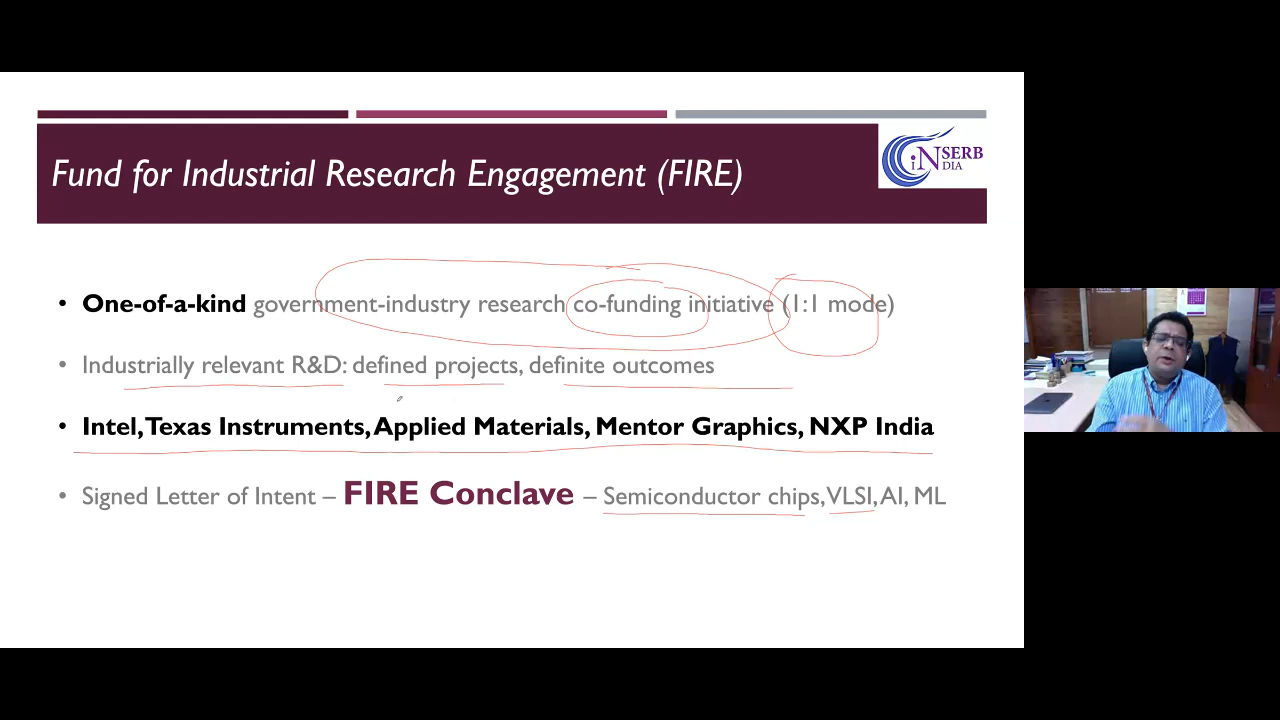 Fund for Industrial Research Engagement (FIRE)
iNSERB
DIA
• One-of-a-kind government-industry research co-funding initiative (1:1 mode)
• Industrially relevant R&D: defined projects, definite outcomes
• Intel, Texas Instruments, Applied Materials, Mentor Graphics, NXP India
• Signed Letter of Intent – FIRE Conclave – Semiconductor chips, VLSI, AI, ML